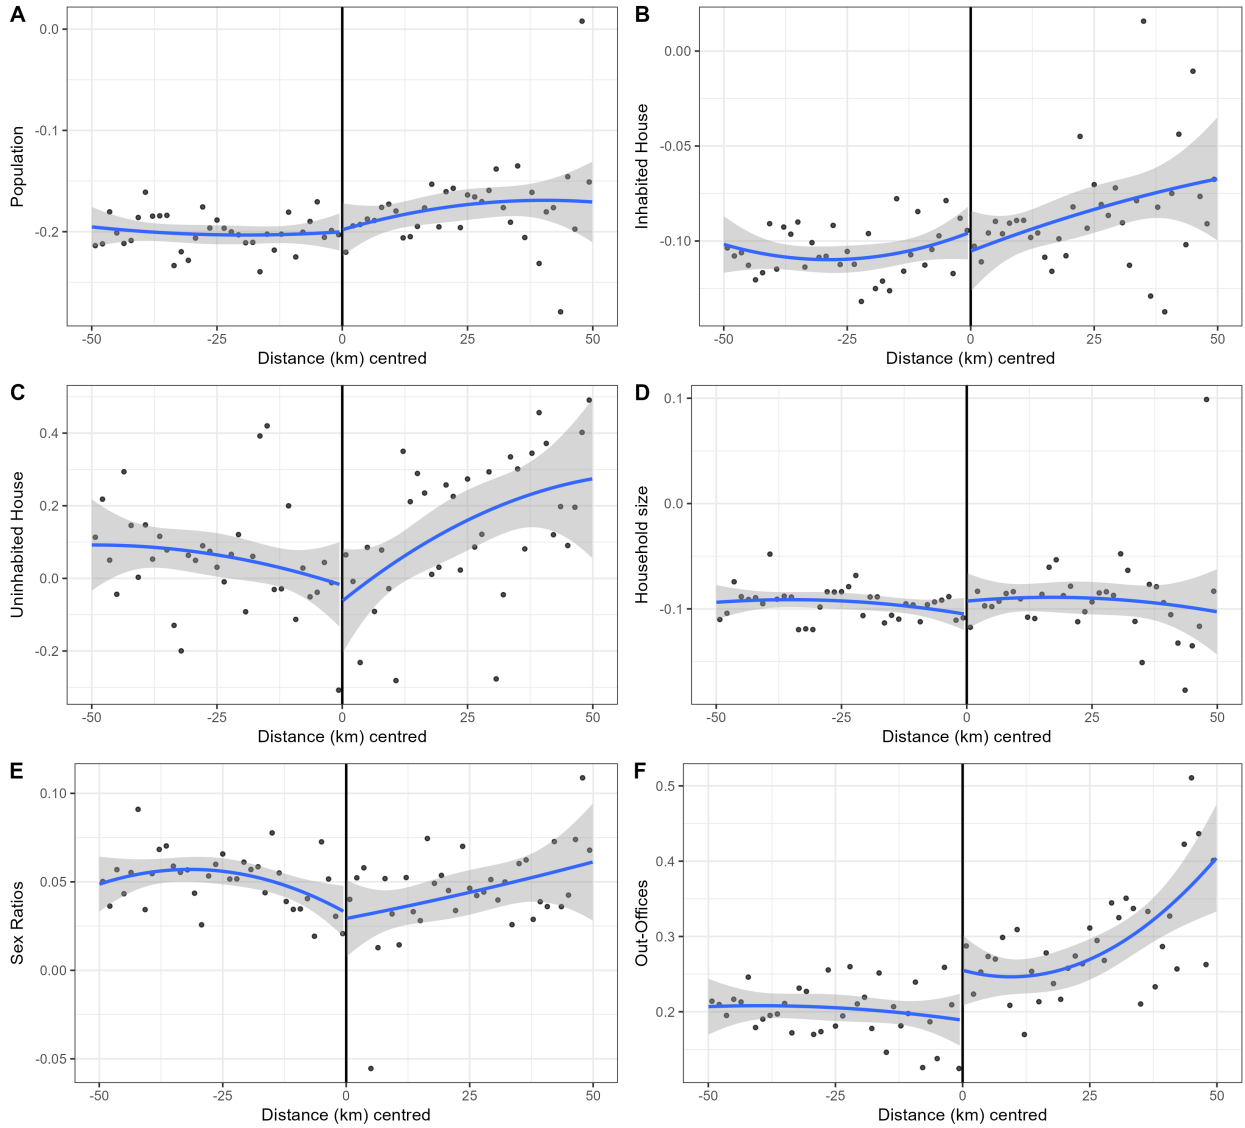 A
Population
0.0
-0.1
-0.2
-50 -25 0 25 50
Distance (km) centred
B
Inhabited House
0.00
-0.05
-0.10
-50 -25 0 25 50
Distance (km) centred
C
Uninhabited House
0.4
0.2
0.0
-0.2
-50 -25 0 25 50
Distance (km) centred
D
Household size
0.1
0.0
-0.1
-50 -25 0 25 50
Distance (km) centred
E
Sex Ratios
0.10
0.05
0.00
-0.05
-50 -25 0 25 50
Distance (km) centred
F
Out-Offices
0.5
0.4
0.3
0.2
-50 -25 0 25 50
Distance (km) centred